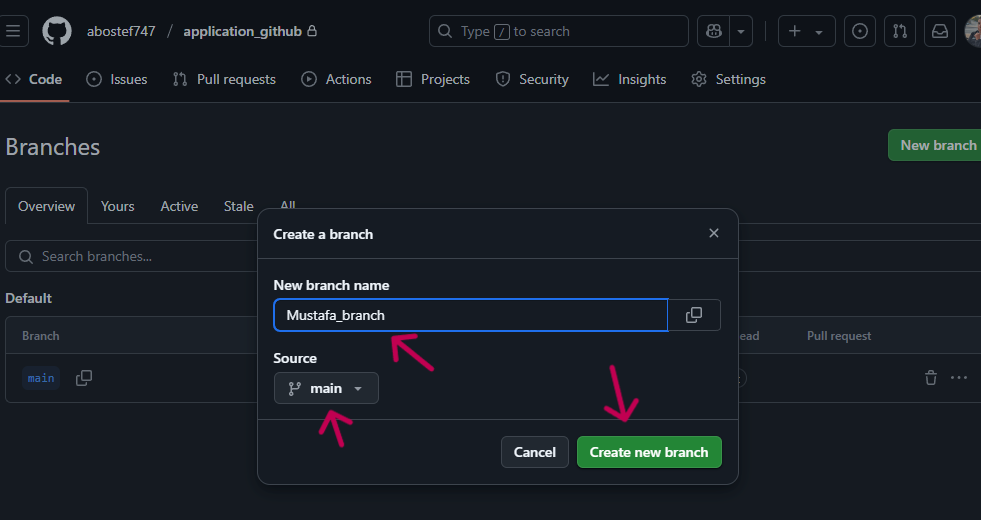 abostef747 / application_github
Type / to search
Code Issues Pull requests Actions Projects Security Insights Settings
Branches
New branch
Overview Yours Active Stale All
Search branches...
Default
Branch
Pull request
main
Create a branch
New branch name
Mustafa_branch
Source
main
Cancel Create new branch